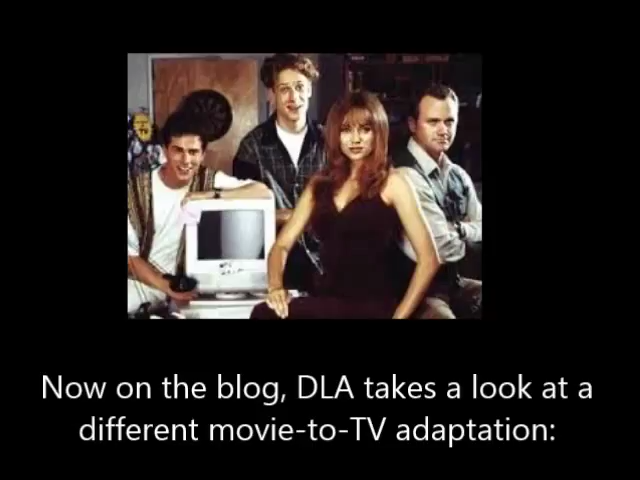 Now on the blog, DLA takes a look at a
different movie-to-TV adaptation: